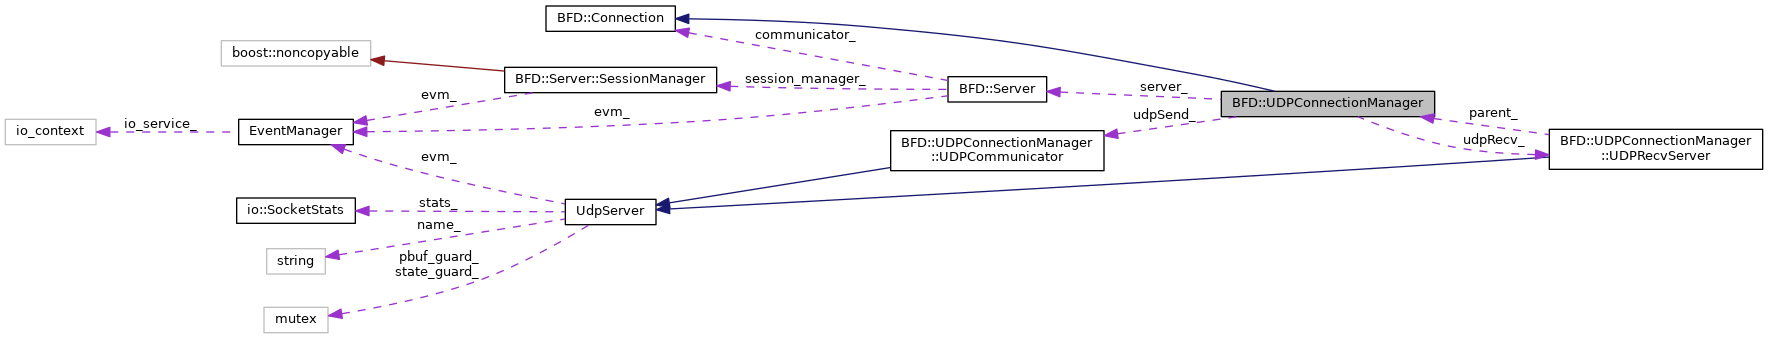 BFD::Connection
communicator_
boost::noncopyable
BFD::Server::SessionManager
session_manager_
BFD::Server
server_
BFD::UDPConnectionManager
evm_
evm_
udpSend_
parent_
io_context
io_service_
EventManager
BFD::UDPConnectionManager
::UDPCommunicator
udpRecv_
BFD::UDPConnectionManager
::UDPRecvServer
evm_
io::SocketStats
stats_
UdpServer
name_
string
pbuf_guard_
state_guard_
mutex